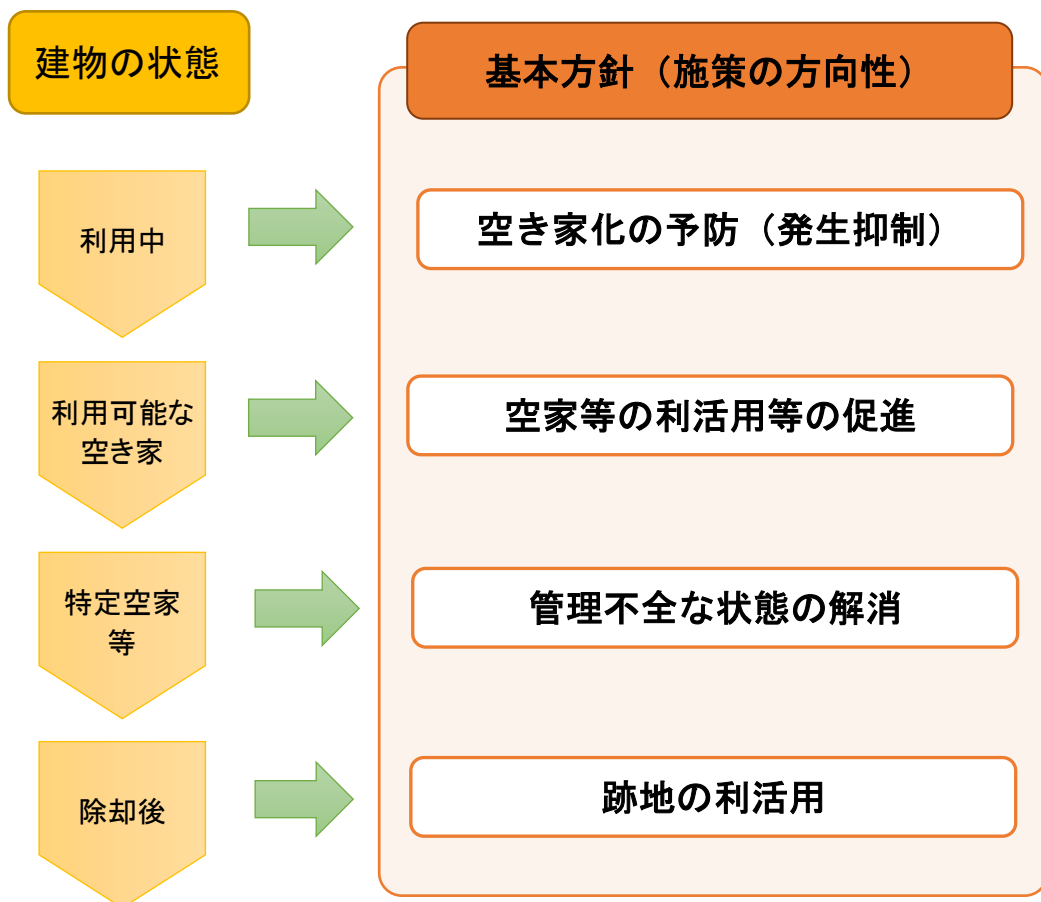 建物の状態
基本方針（施策の方向性）
利用中
空き家化の予防（発生抑制）
利用可能な
空き家
空家等の利活用等の促進
特定空家
等
管理不全な状態の解消
除却後
跡地の利活用